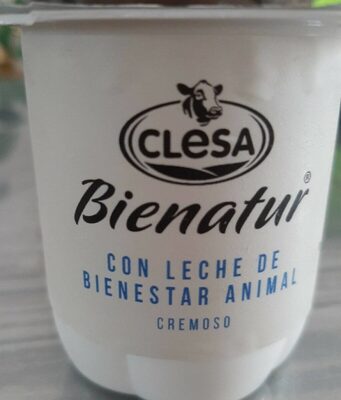 CLeSA
Bienatur®
CON LECHE DE
BIENESTAR ANIMAL
CREMOSO